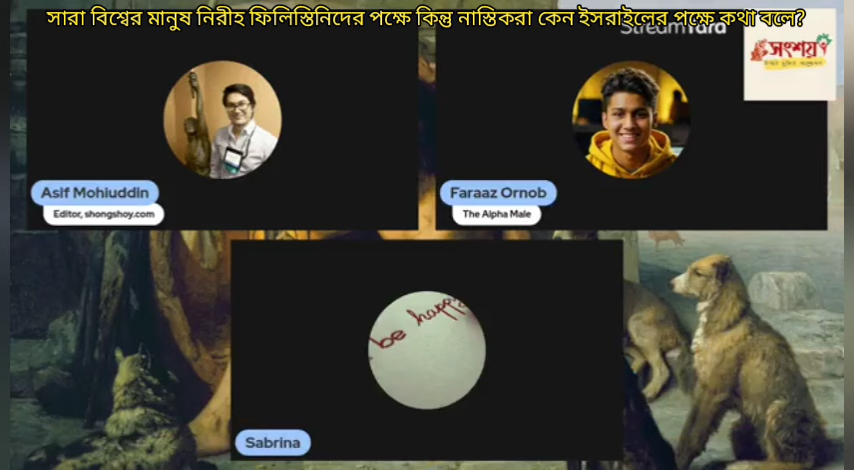 সারা বিশ্বের মানুষ নিরীহ ফিলিস্তিনিদের পক্ষে কিন্তু নাস্তিকরা কেন ইসরাইলের পক্ষে কথা বলে?
StreamYard
সংশয়
Asif Mohiuddin
Editor, shongshoy.com
Faraaz Ornob
The Alpha Male
be happy
Sabrina